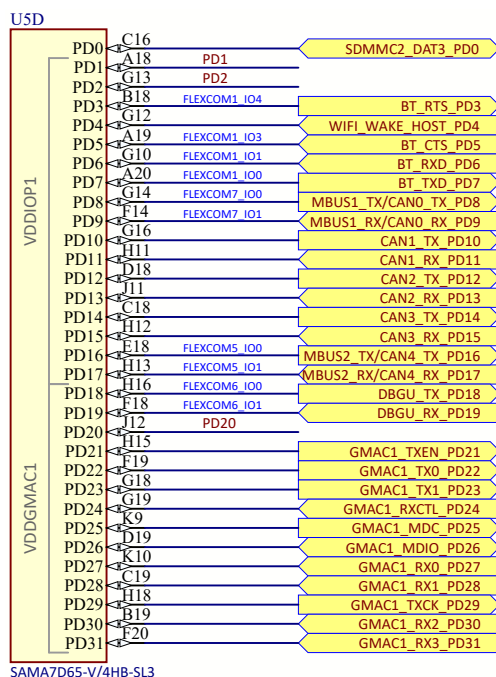 U5D
PD0 C16 SDMMC2_DAT3_PD0
PD1 A18 PD1
PD2 G13 PD2
PD3 B18 FLEXCOM1_IO4 BT_RTS_PD3
PD4 G12 WIFI_WAKE_HOST_PD4
PD5 A19 FLEXCOM1_IO3 BT_CTS_PD5
PD6 G10 FLEXCOM1_IO1 BT_RXD_PD6
PD7 A20 FLEXCOM1_IO0 BT_TXD_PD7
PD8 G14 FLEXCOM7_IO0 MBUS1_TX/CAN0_TX_PD8
PD9 F14 FLEXCOM7_IO1 MBUS1_RX/CAN0_RX_PD9
PD10 G16 CAN1_TX_PD10
PD11 H11 CAN1_RX_PD11
PD12 D18 CAN2_TX_PD12
PD13 J11 CAN2_RX_PD13
PD14 C18 CAN3_TX_PD14
PD15 H12 CAN3_RX_PD15
PD16 E18 FLEXCOM5_IO0 MBUS2_TX/CAN4_TX_PD16
PD17 H13 FLEXCOM5_IO1 MBUS2_RX/CAN4_RX_PD17
PD18 H16 FLEXCOM6_IO0 DBGU_TX_PD18
PD19 F18 FLEXCOM6_IO1 DBGU_RX_PD19
PD20 J12 PD20
PD21 H15 GMAC1_TXEN_PD21
PD22 F19 GMAC1_TX0_PD22
PD23 G18 GMAC1_TX1_PD23
PD24 G19 GMAC1_RXCTL_PD24
PD25 K9 GMAC1_MDC_PD25
PD26 D19 GMAC1_MDIO_PD26
PD27 K10 GMAC1_RX0_PD27
PD28 C19 GMAC1_RX1_PD28
PD29 H18 GMAC1_TXCK_PD29
PD30 B19 GMAC1_RX2_PD30
PD31 F20 GMAC1_RX3_PD31
VDDIOP1
VDDGMAC1
SAMA7D65-V/4HB-SL3